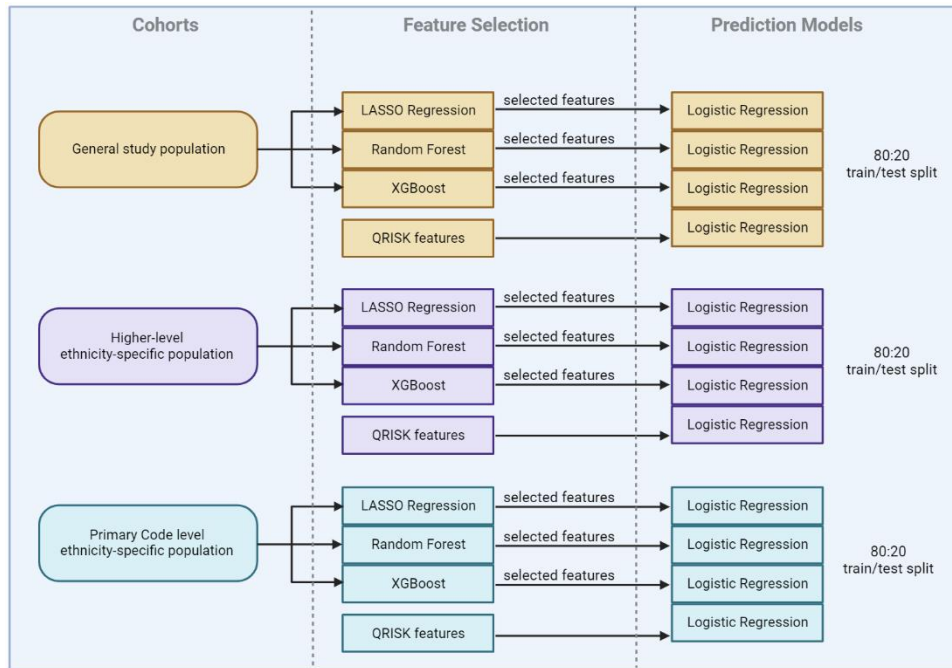 Cohorts
Feature Selection
Prediction Models
General study population
LASSO Regression
selected features
Logistic Regression
Random Forest
selected features
Logistic Regression
XGBoost
selected features
Logistic Regression
QRISK features
Logistic Regression
80:20
train/test split
Higher-level
ethnicity-specific population
LASSO Regression
selected features
Logistic Regression
Random Forest
selected features
Logistic Regression
XGBoost
selected features
Logistic Regression
QRISK features
Logistic Regression
80:20
train/test split
Primary Code level
ethnicity-specific population
LASSO Regression
selected features
Logistic Regression
Random Forest
selected features
Logistic Regression
XGBoost
selected features
Logistic Regression
QRISK features
Logistic Regression
80:20
train/test split